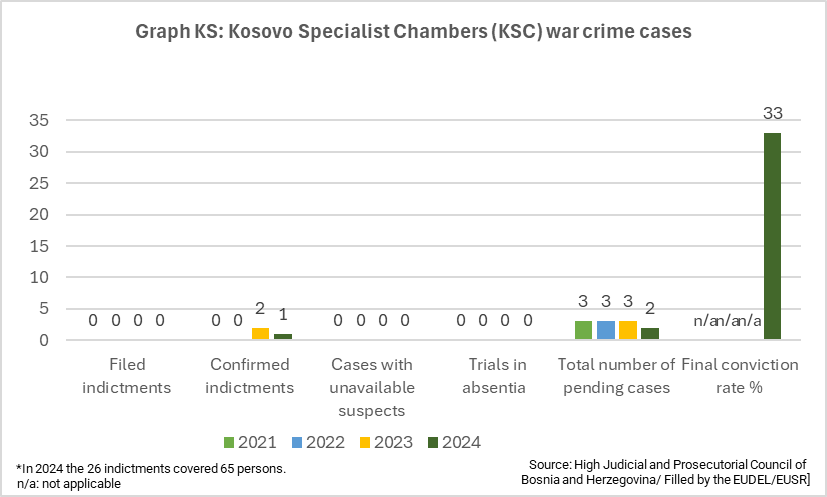 Graph KS: Kosovo Specialist Chambers (KSC) war crime cases
35
30
25
20
15
10
5
0
0 0 0 0
0 0 2 1
0 0 0 0
0 0 0 0
3 3 3 2
n/a n/a n/a 33
Filed
indictments
Confirmed
indictments
Cases with
unavailable
suspects
Trials in
absentia
Total number of
pending cases
Final conviction
rate %
2021 2022 2023 2024
*In 2024 the 26 indictments covered 65 persons.
n/a: not applicable
Source: High Judicial and Prosecutorial Council of
Bosnia and Herzegovina/ Filled by the EUDEL/EUSR]